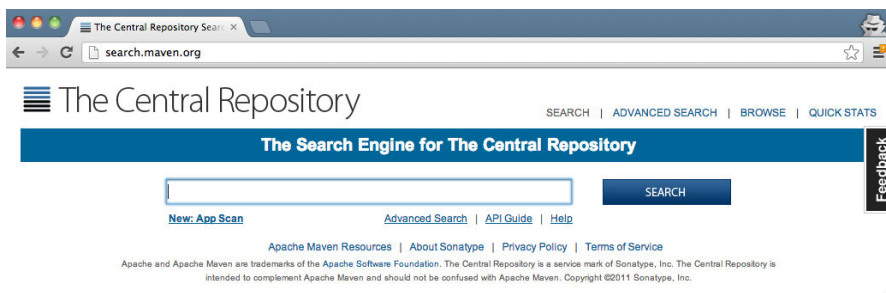 The Central Repository Searc ×
search.maven.org
The Central Repository
SEARCH | ADVANCED SEARCH | BROWSE | QUICK STATS
The Search Engine for The Central Repository
Feedback
SEARCH
New: App Scan Advanced Search | API Guide | Help
Apache Maven Resources | About Sonatype | Privacy Policy | Terms of Service
Apache and Apache Maven are trademarks of the Apache Software Foundation. The Central Repository is a service mark of Sonatype, Inc. The Central Repository is
intended to complement Apache Maven and should not be confused with Apache Maven. Copyright ©2011 Sonatype, Inc.